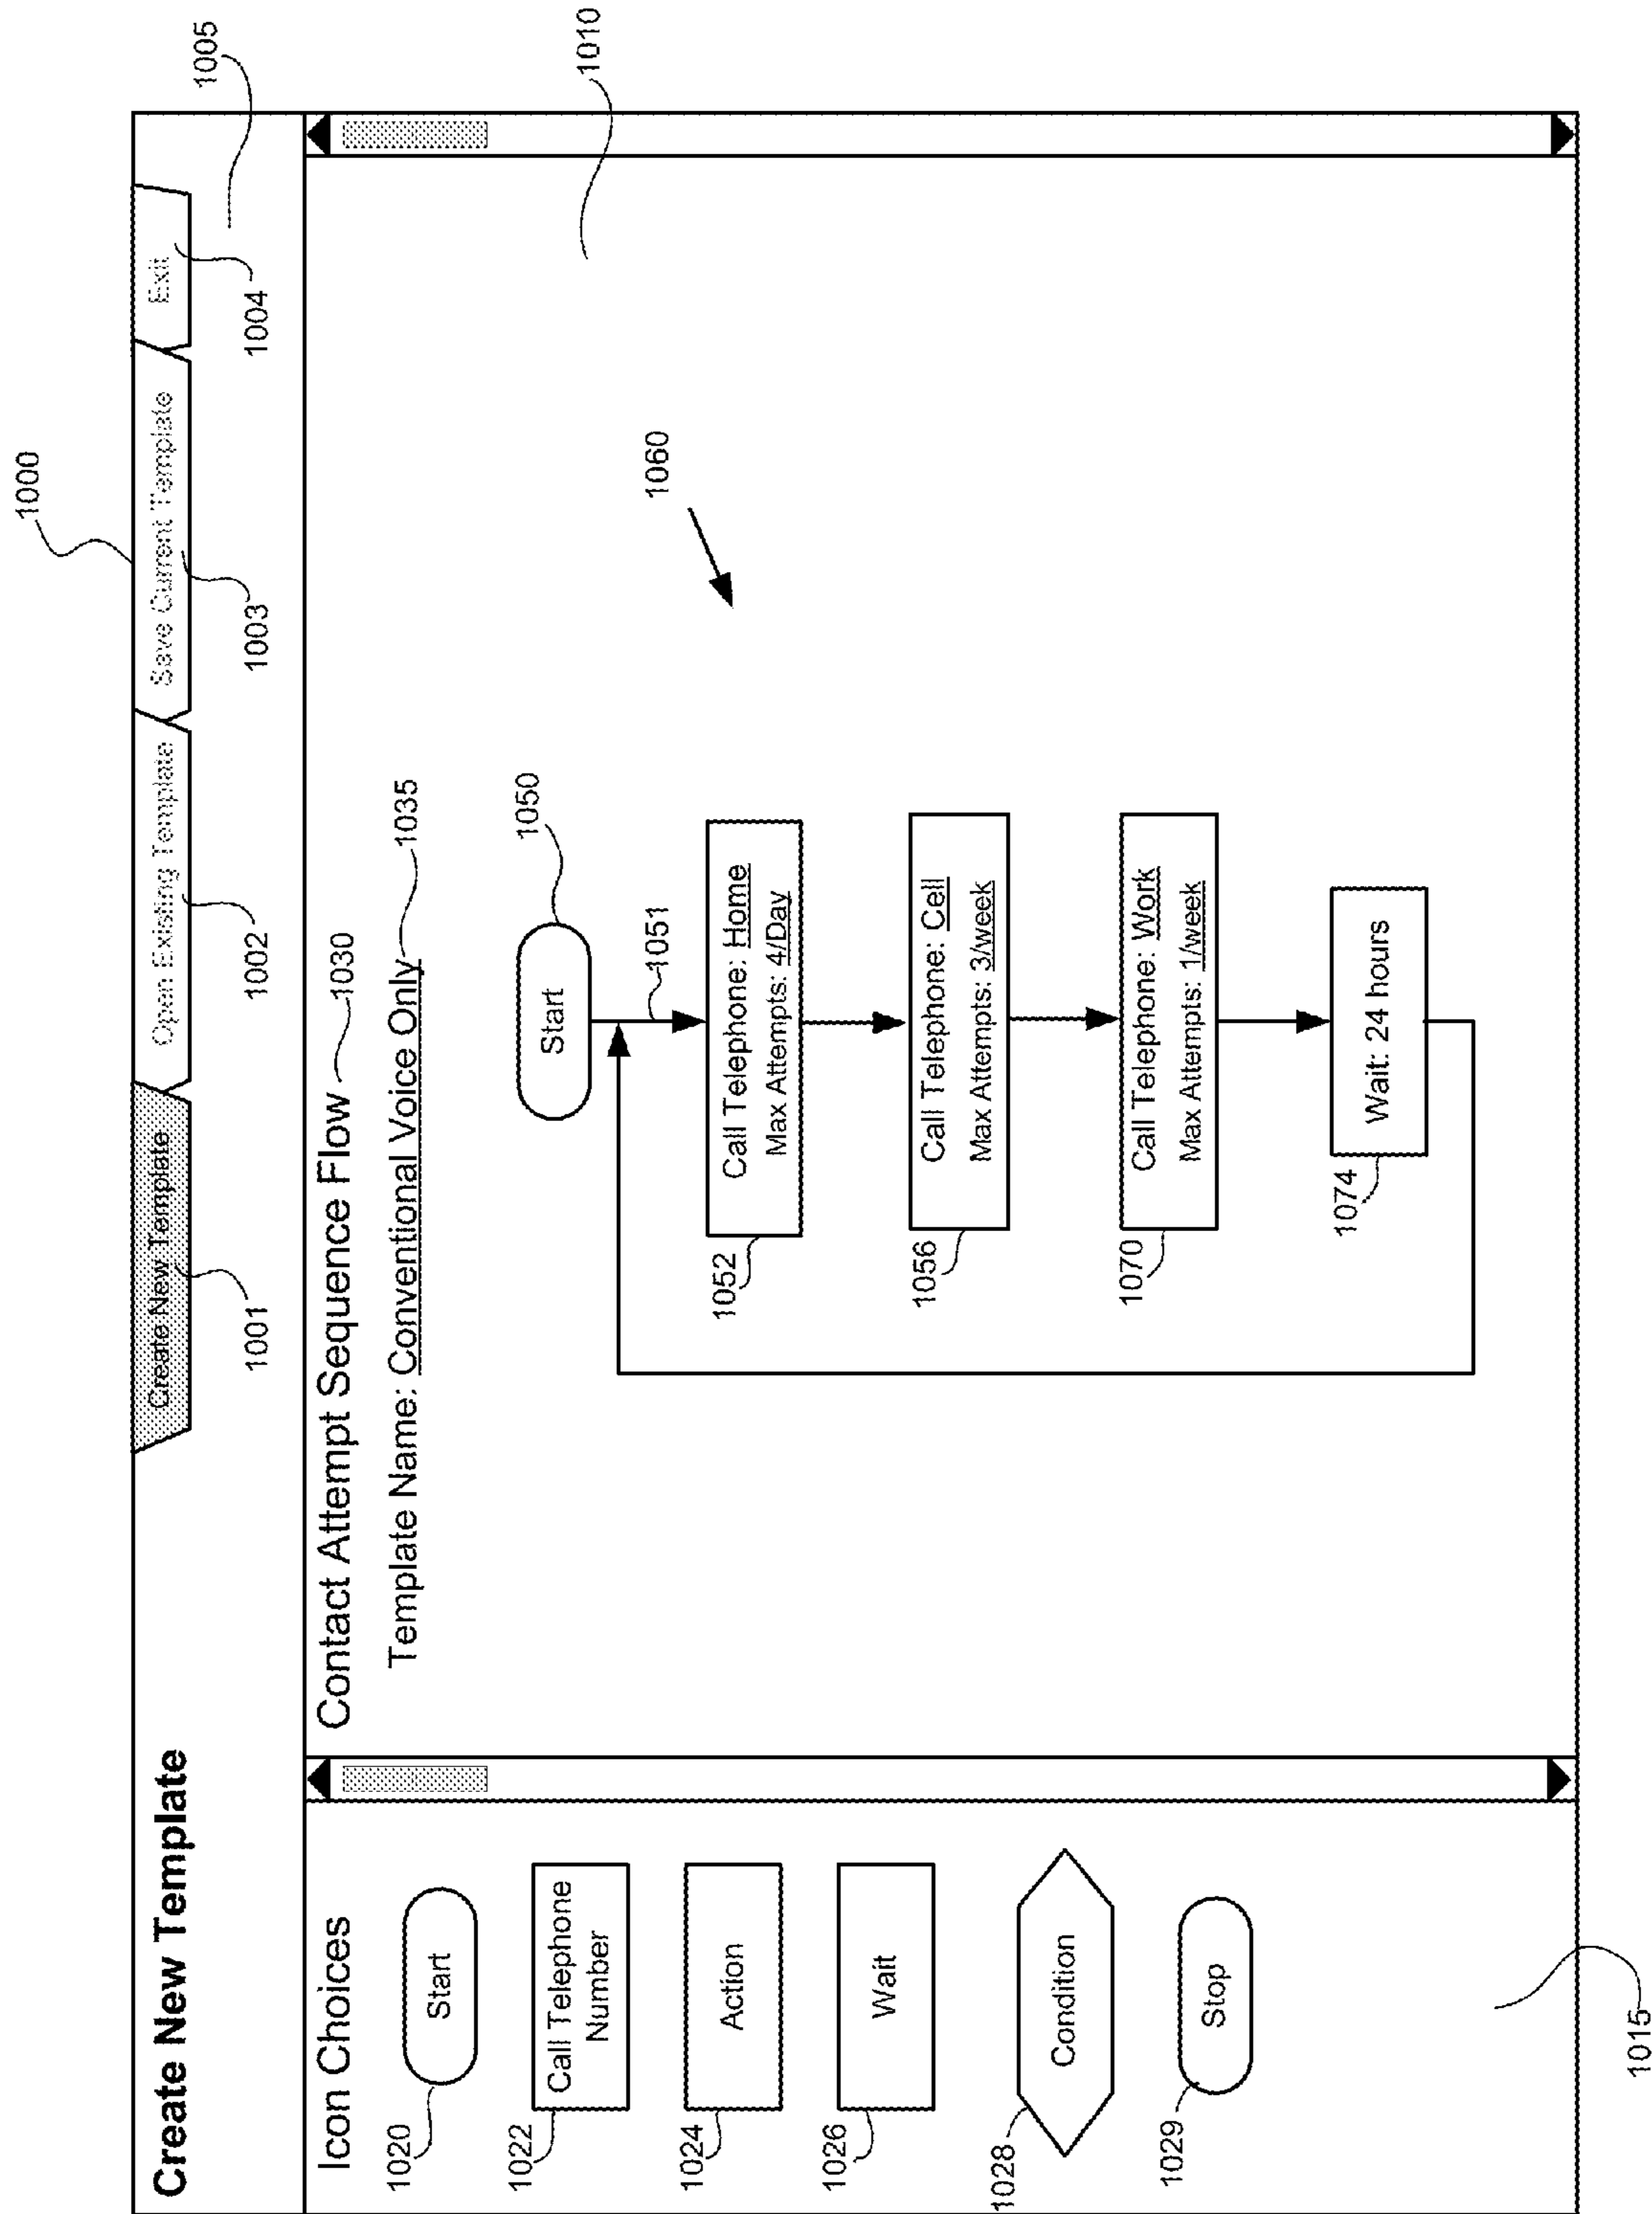 1000
1005
Create New Template
Create New Template
Open Existing Template
Save Current Template
Exit
1001
1002
1003
1004
Icon Choices
1020
Start
1022
Call Telephone
Number
1024
Action
1026
Wait
1028
Condition
1029
Stop
1015
Contact Attempt Sequence Flow
1030
Template Name: Conventional Voice Only
1035
1010
Start
1050
1051
1060
1052
Call Telephone: Home
Max Attempts: 4/Day
1056
Call Telephone: Cell
Max Attempts: 3/week
1070
Call Telephone: Work
Max Attempts: 1/week
1074
Wait: 24 hours